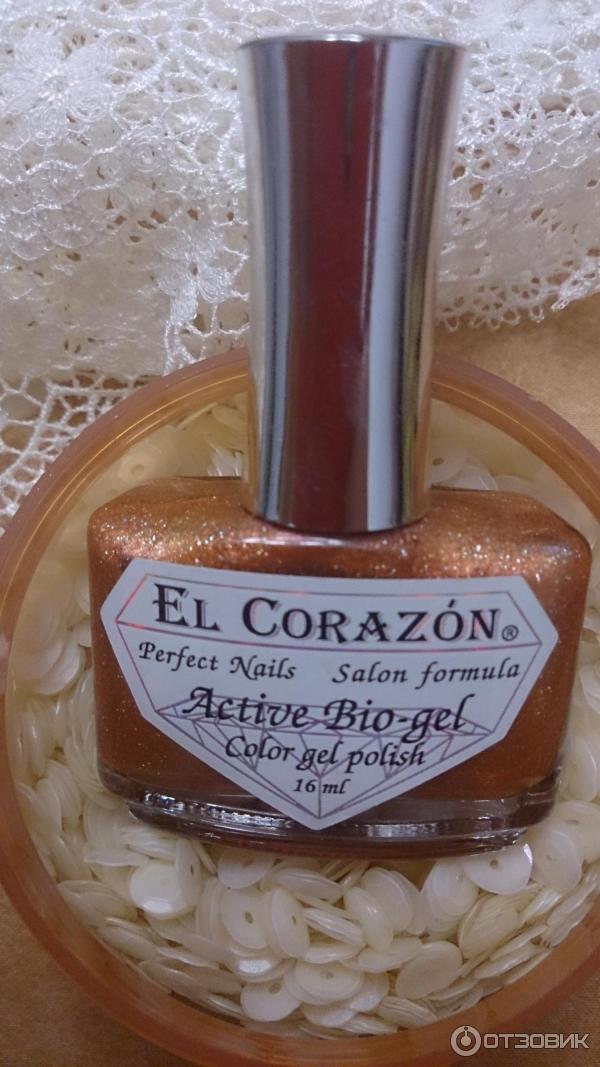 EL CORAZÓN®
Perfect Nails Salon formula
Active Bio-gel
Color gel polish
16 ml
ОТЗОВИК